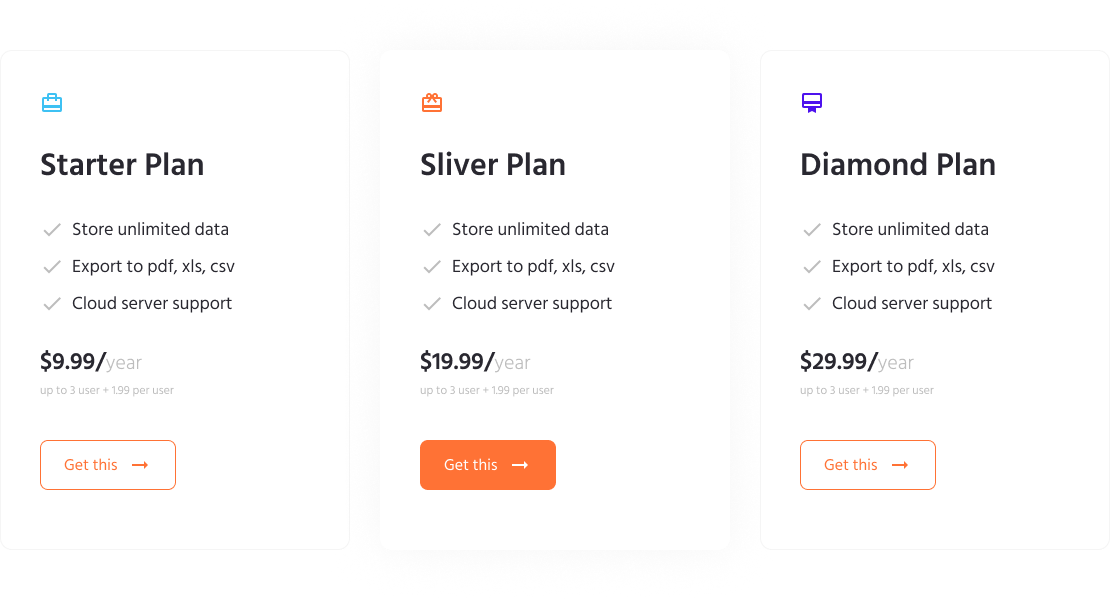 Starter Plan
Store unlimited data
Export to pdf, xls, csv
Cloud server support
$9.99/year
up to 3 user + 1.99 per user
Get this
Sliver Plan
Store unlimited data
Export to pdf, xls, csv
Cloud server support
$19.99/year
up to 3 user + 1.99 per user
Get this
Diamond Plan
Store unlimited data
Export to pdf, xls, csv
Cloud server support
$29.99/year
up to 3 user + 1.99 per user
Get this